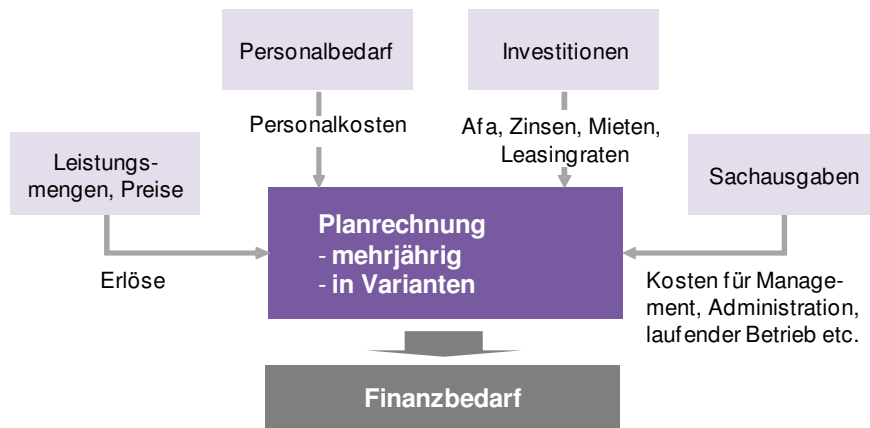 Personalbedarf
Investitionen
Personalkosten
Afa, Zinsen, Mieten,
Leasingraten
Leistungs-
mengen, Preise
Sachausgaben
Planrechnung
- mehrjährig
- in Varianten
Erlöse
Kosten für Manage-
ment, Administration,
laufender Betrieb etc.
Finanzbedarf